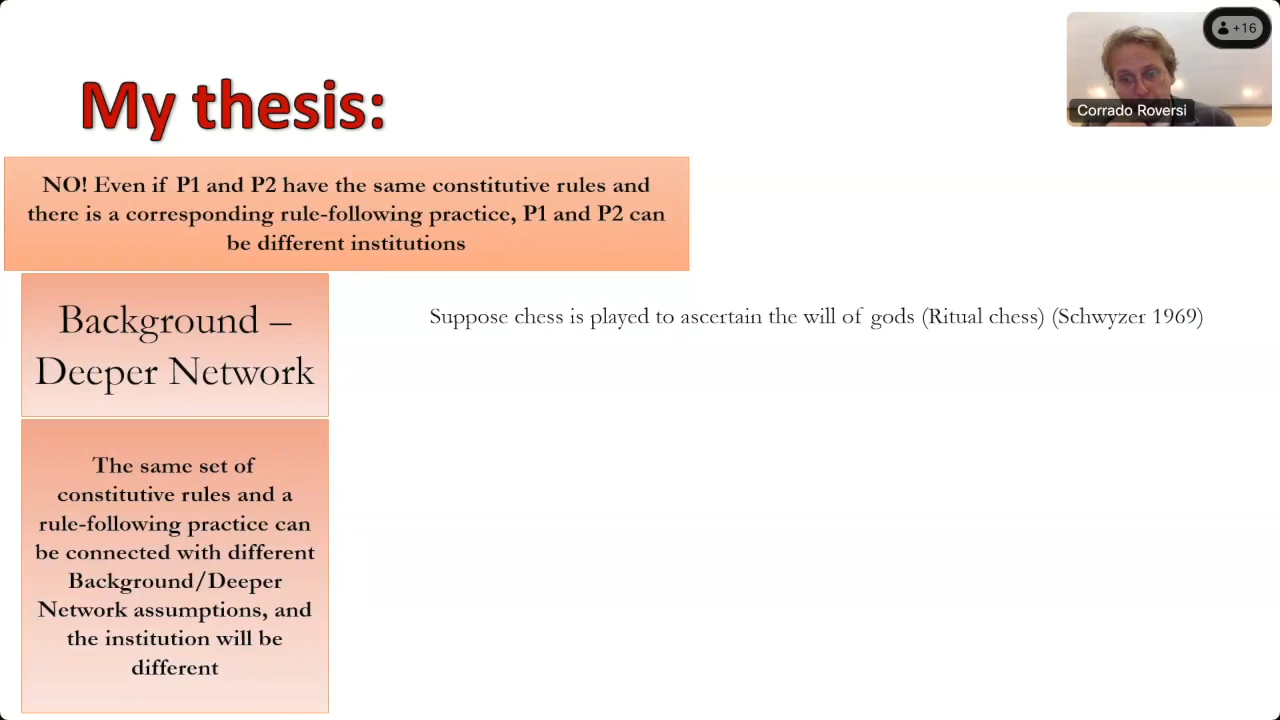 +16
Corrado Roversi
My thesis:
NO! Even if P1 and P2 have the same constitutive rules and
there is a corresponding rule-following practice, P1 and P2 can
be different institutions
Background –
Deeper Network
Suppose chess is played to ascertain the will of gods (Ritual chess) (Schwyzer 1969)
The same set of
constitutive rules and a
rule-following practice can
be connected with different
Background/Deeper
Network assumptions, and
the institution will be
different